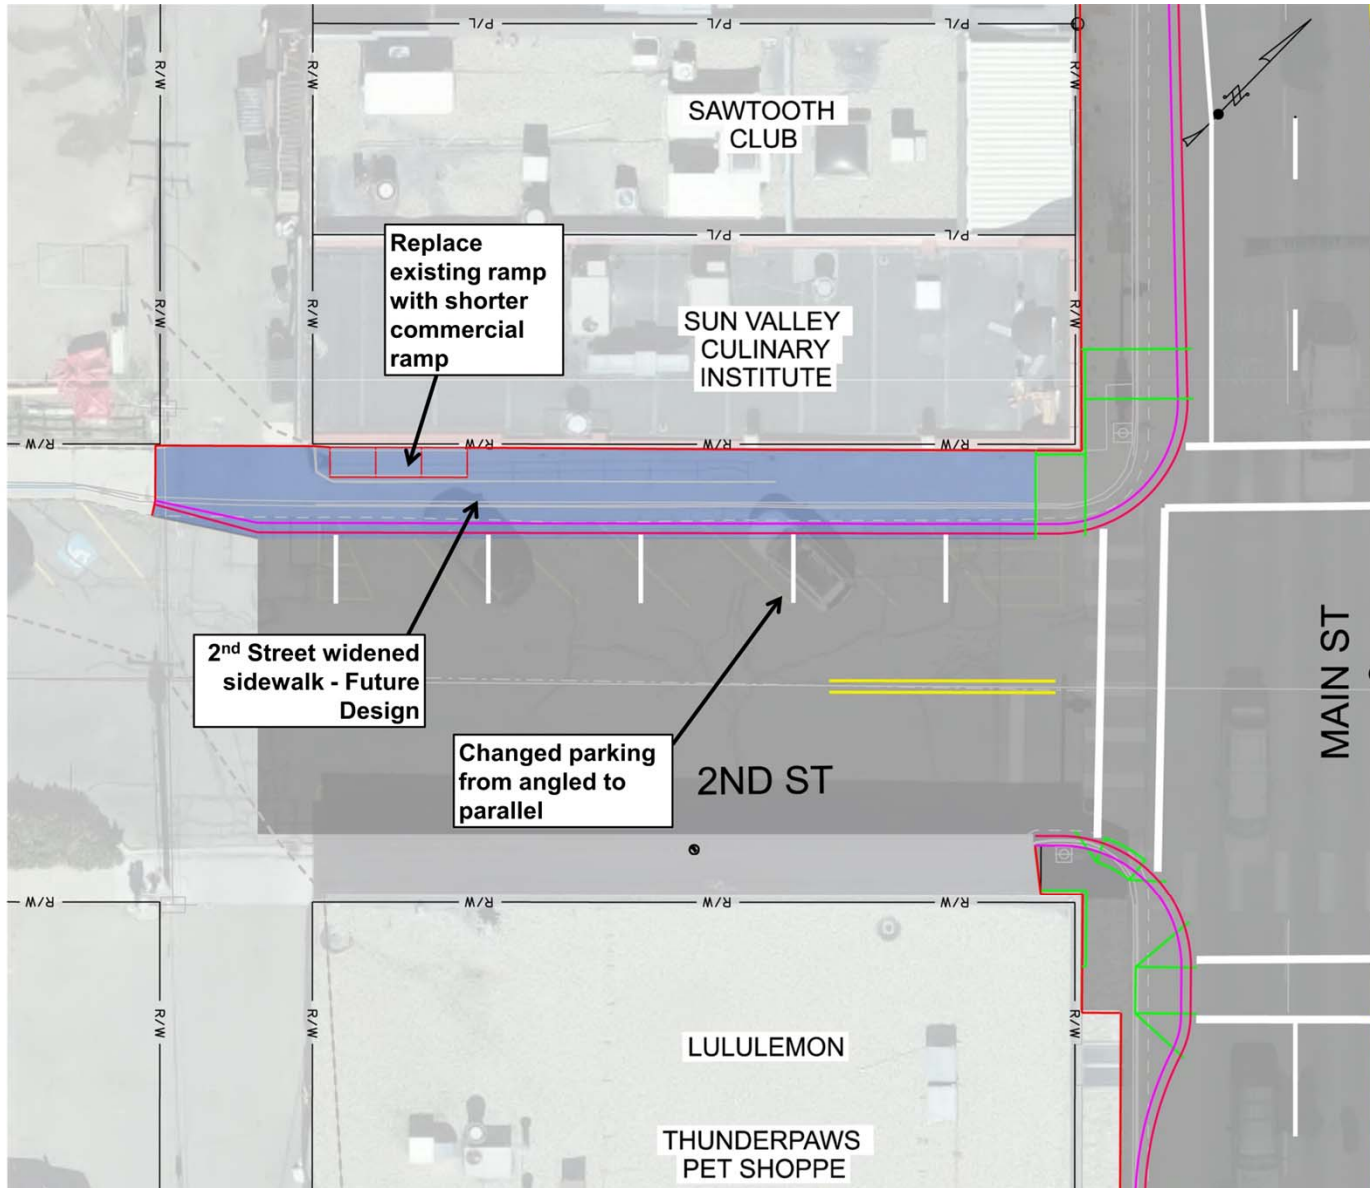 P/L
P/L
P/L
R/W
R/W
R/W
SAWTOOTH
CLUB
P/L
P/L
P/L
Replace
existing ramp
with shorter
commercial
ramp
R/W
R/W
R/W
SUN VALLEY
CULINARY
INSTITUTE
R/W
R/W
R/W
R/W
2nd Street widened
sidewalk - Future
Design
Changed parking
from angled to
parallel
2ND ST
MAIN ST
R/W
R/W
R/W
R/W
R/W
R/W
R/W
LULULEMON
THUNDERPAWS
PET SHOPPE